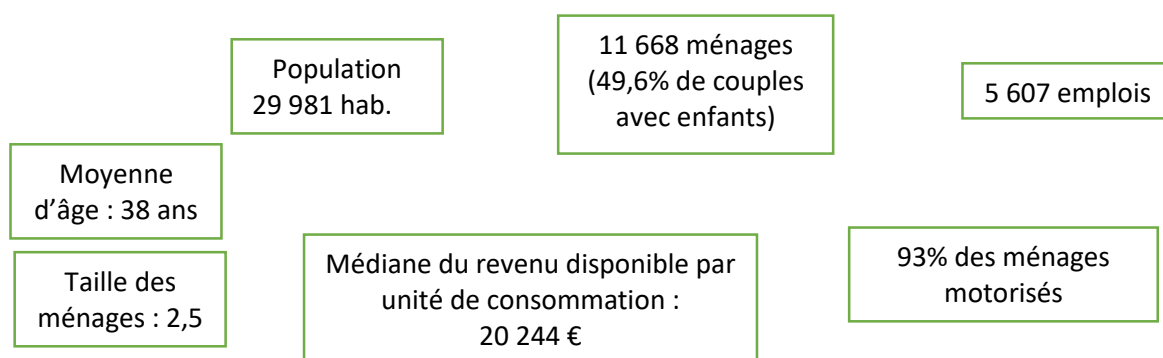 Population
29 981 hab.
11 668 ménages
(49,6% de couples
avec enfants)
5 607 emplois
Moyenne
d’âge : 38 ans
Taille des
ménages : 2,5
Médiane du revenu disponible par
unité de consommation :
20 244 €
93% des ménages
motorisés